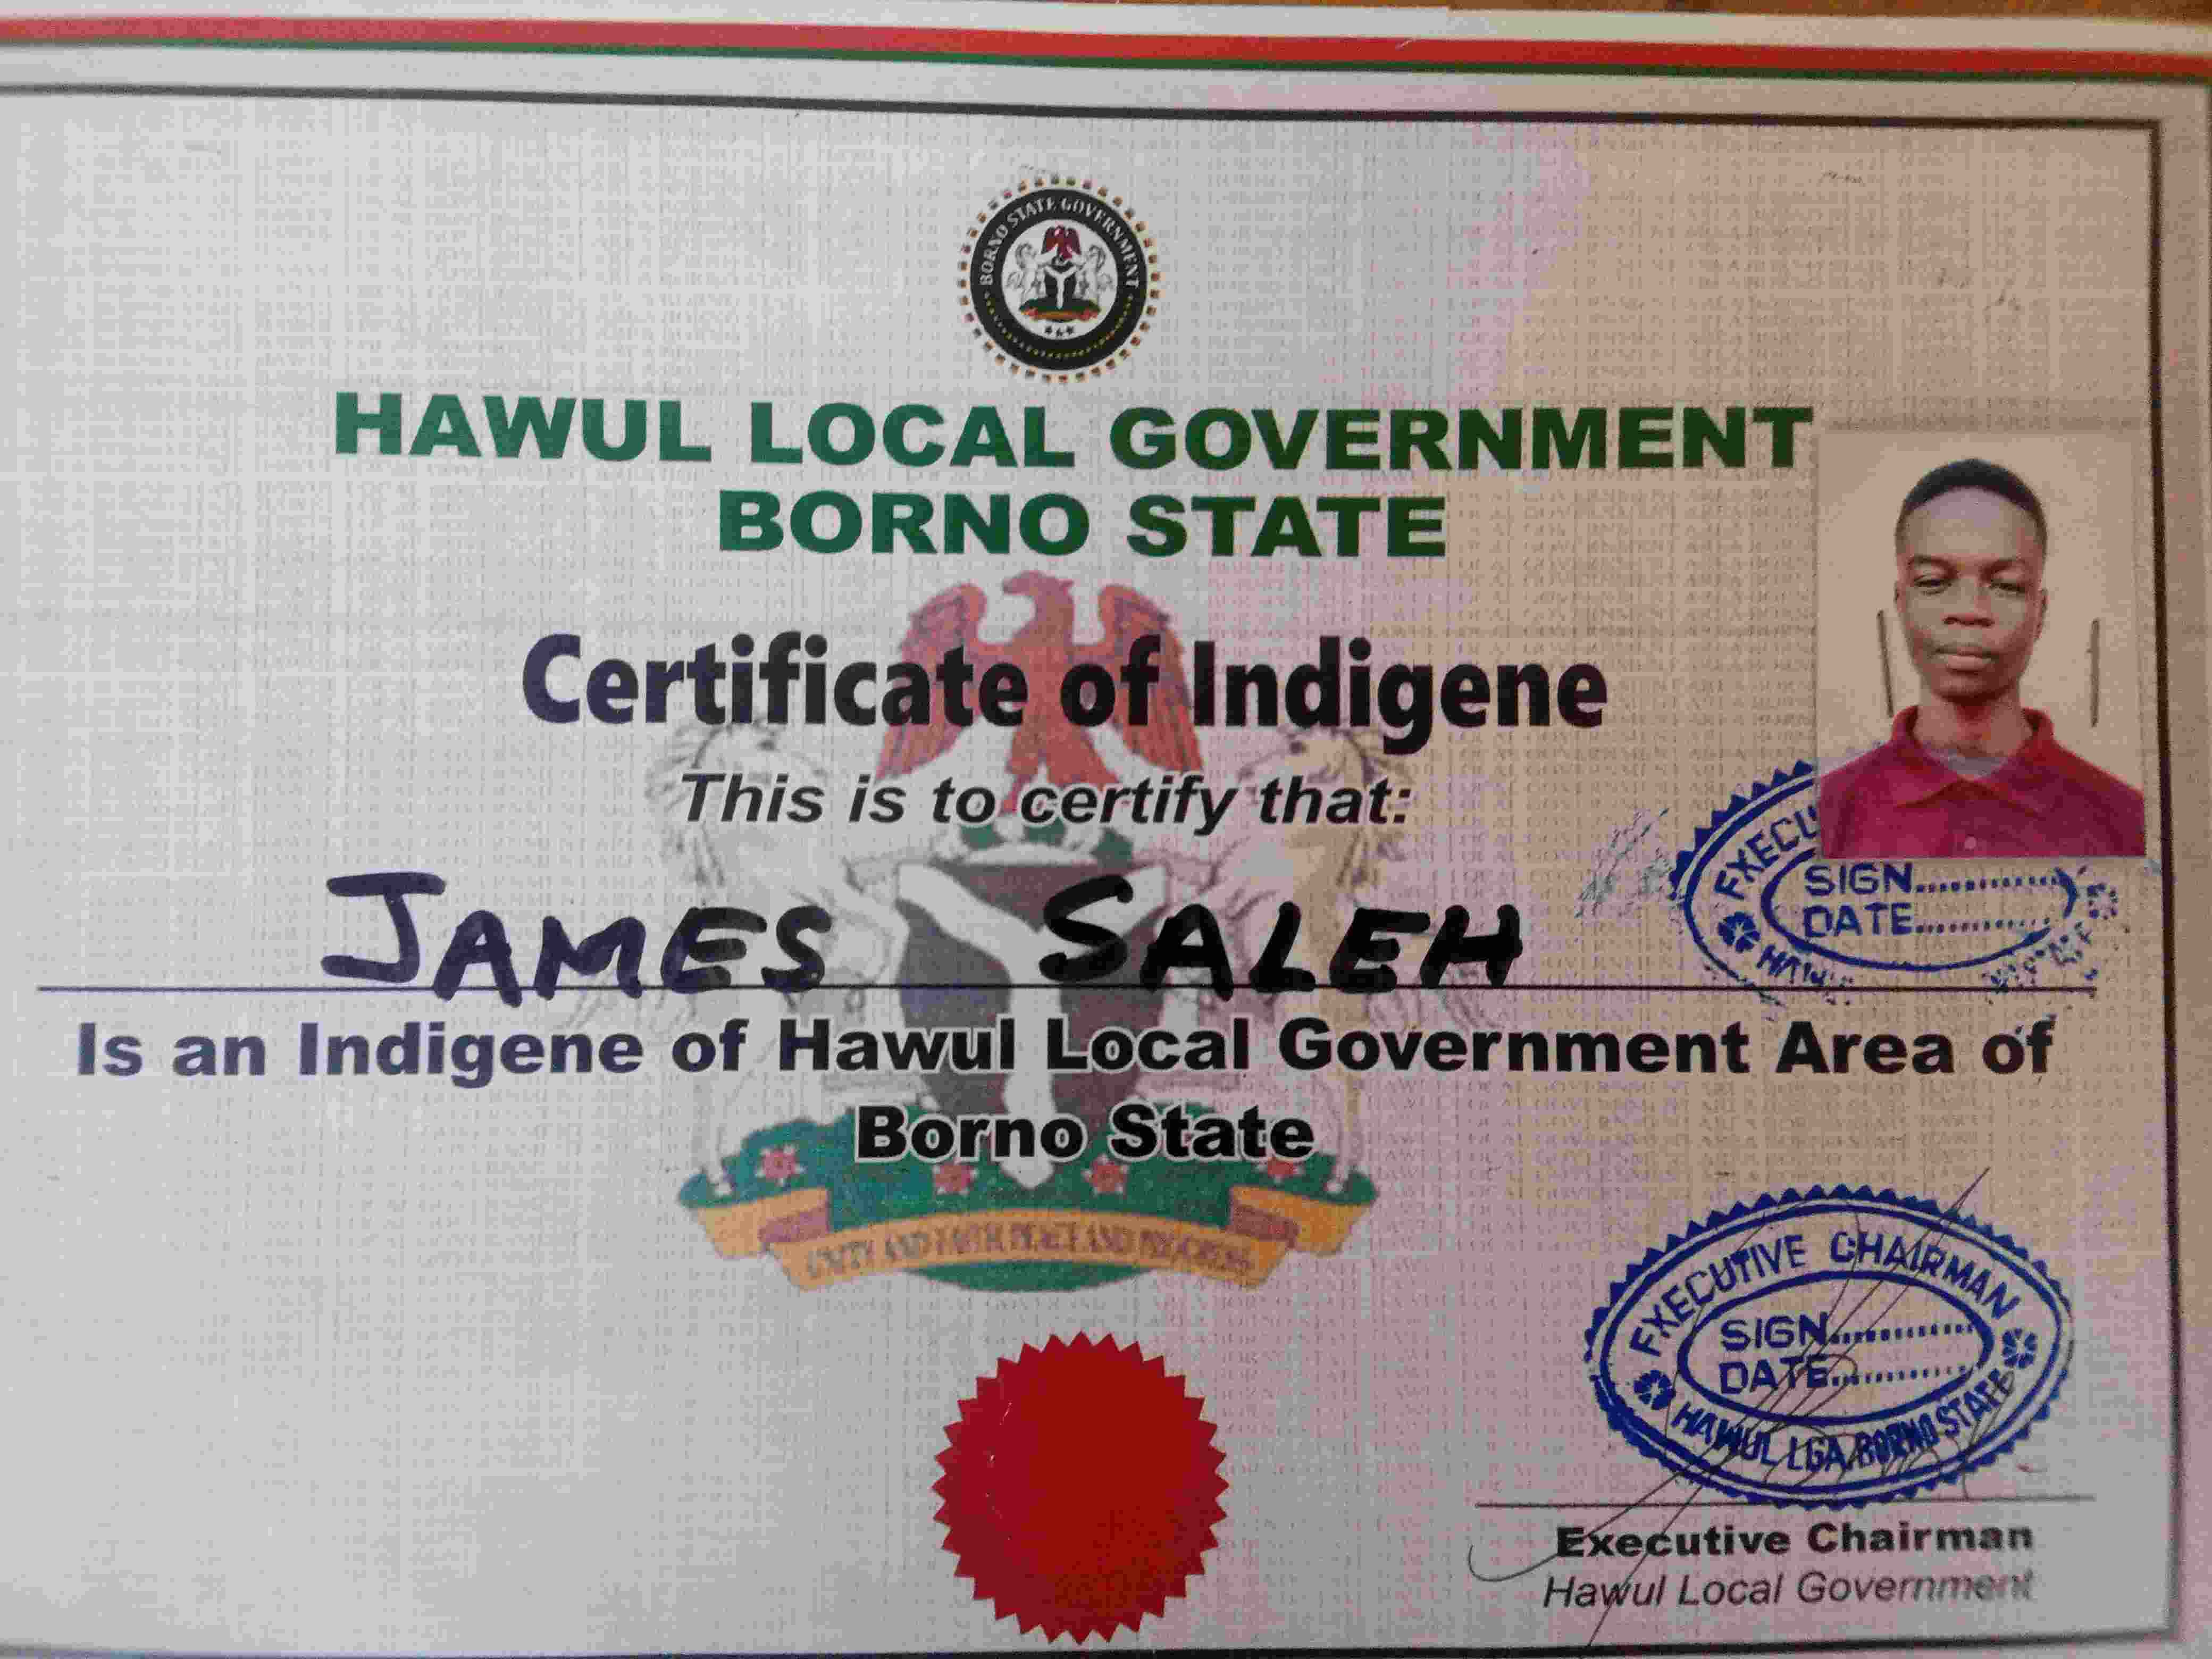 BORNO STATE GOVERNMENT
HAWUL LOCAL GOVERNMENT
BORNO STATE
Certificate of Indigene
This is to certify that:
JAMES SALEH
EXECU
SIGN
DATE
Is an Indigene of Hawul Local Government Area of
Borno State
UNITY AND FAITH PEACE AND PROGRESS
EXECUTIVE CHAIRMAN
SIGN
DATE
HAWUL LGA. BORNO STATE
Executive Chairman
Hawul Local Government